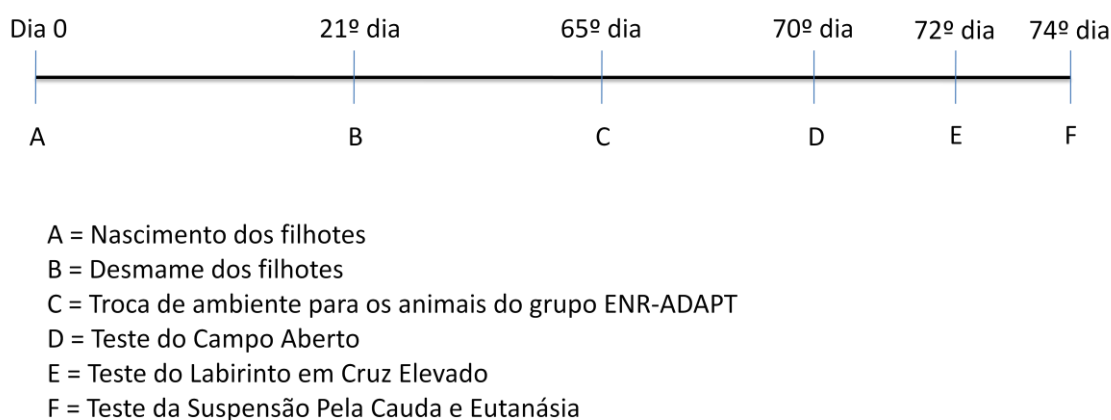 Dia 0 21º dia 65º dia 70º dia 72º dia 74º dia
A B C D E F
A = Nascimento dos filhotes
B = Desmame dos filhotes
C = Troca de ambiente para os animais do grupo ENR-ADAPT
D = Teste do Campo Aberto
E = Teste do Labirinto em Cruz Elevado
F = Teste da Suspensão Pela Cauda e Eutanásia